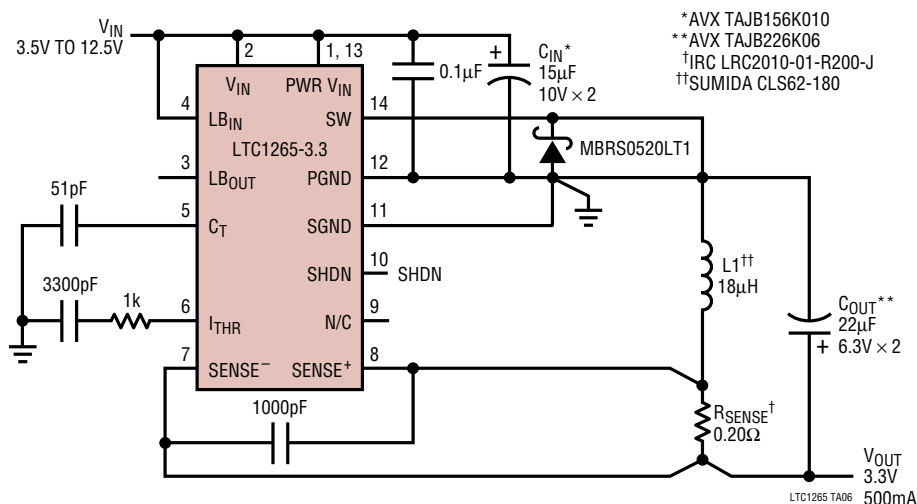 V_IN
3.5V TO 12.5V
*AVX TAJB156K010
**AVX TAJB226K06
†IRC LRC2010-01-R200-J
††SUMIDA CLS62-180
2
1, 13
V_IN
PWR V_IN
0.1µF
+
C_IN*
15µF
10V × 2
4
LB_IN
SW
14
LTC1265-3.3
MBRS0520LT1
3
LB_OUT
PGND
12
51pF
5
C_T
SGND
11
SHDN
10
SHDN
L1††
18µH
3300pF
1k
6
I_THR
N/C
9
C_OUT**
22µF
+ 6.3V × 2
7
SENSE⁻
SENSE⁺
8
1000pF
R_SENSE†
0.20Ω
V_OUT
3.3V
500mA
LTC1265 TA06